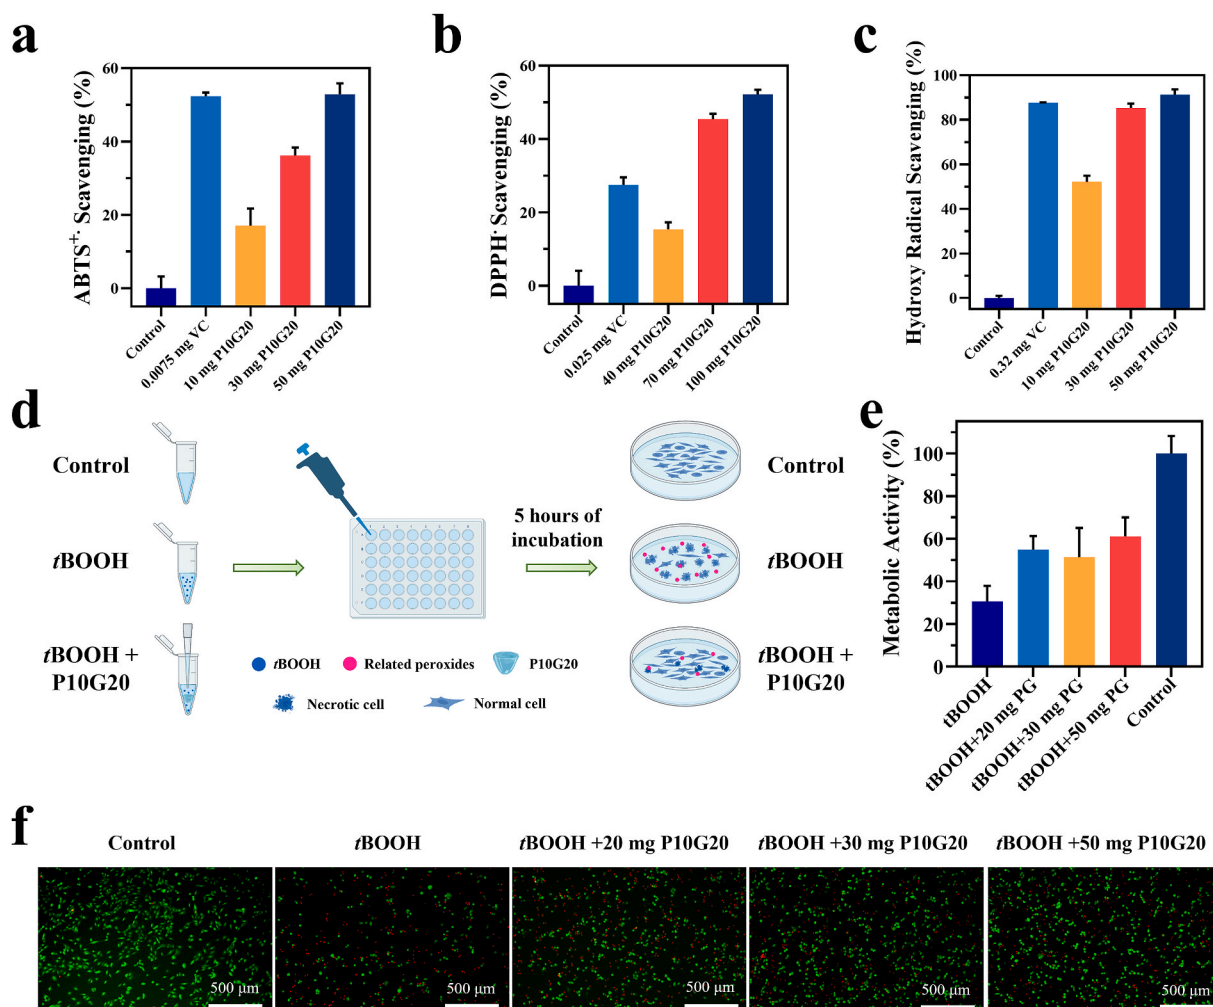 a
ABTS⁺· Scavenging (%)
60
40
20
0
Control
0.0075 mg VC
10 mg P10G20
30 mg P10G20
50 mg P10G20
b
DPPH· Scavenging (%)
60
40
20
0
Control
0.025 mg VC
40 mg P10G20
70 mg P10G20
100 mg P10G20
c
Hydroxy Radical Scavenging (%)
100
80
60
40
20
0
Control
0.32 mg VC
10 mg P10G20
30 mg P10G20
50 mg P10G20
d
Control
tBOOH
tBOOH +
P10G20
5 hours of
incubation
Control
tBOOH
tBOOH +
P10G20
tBOOH
Related peroxides
P10G20
Necrotic cell
Normal cell
e
Metabolic Activity (%)
100
80
60
40
20
0
tBOOH
tBOOH+20 mg PG
tBOOH+30 mg PG
tBOOH+50 mg PG
Control
f
Control
tBOOH
tBOOH +20 mg P10G20
tBOOH +30 mg P10G20
tBOOH +50 mg P10G20
500 μm
500 μm
500 μm
500 μm
500 μm